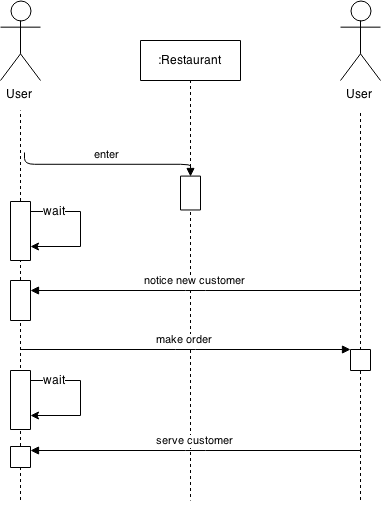 :Restaurant
User
User
enter
wait
notice new customer
make order
wait
serve customer